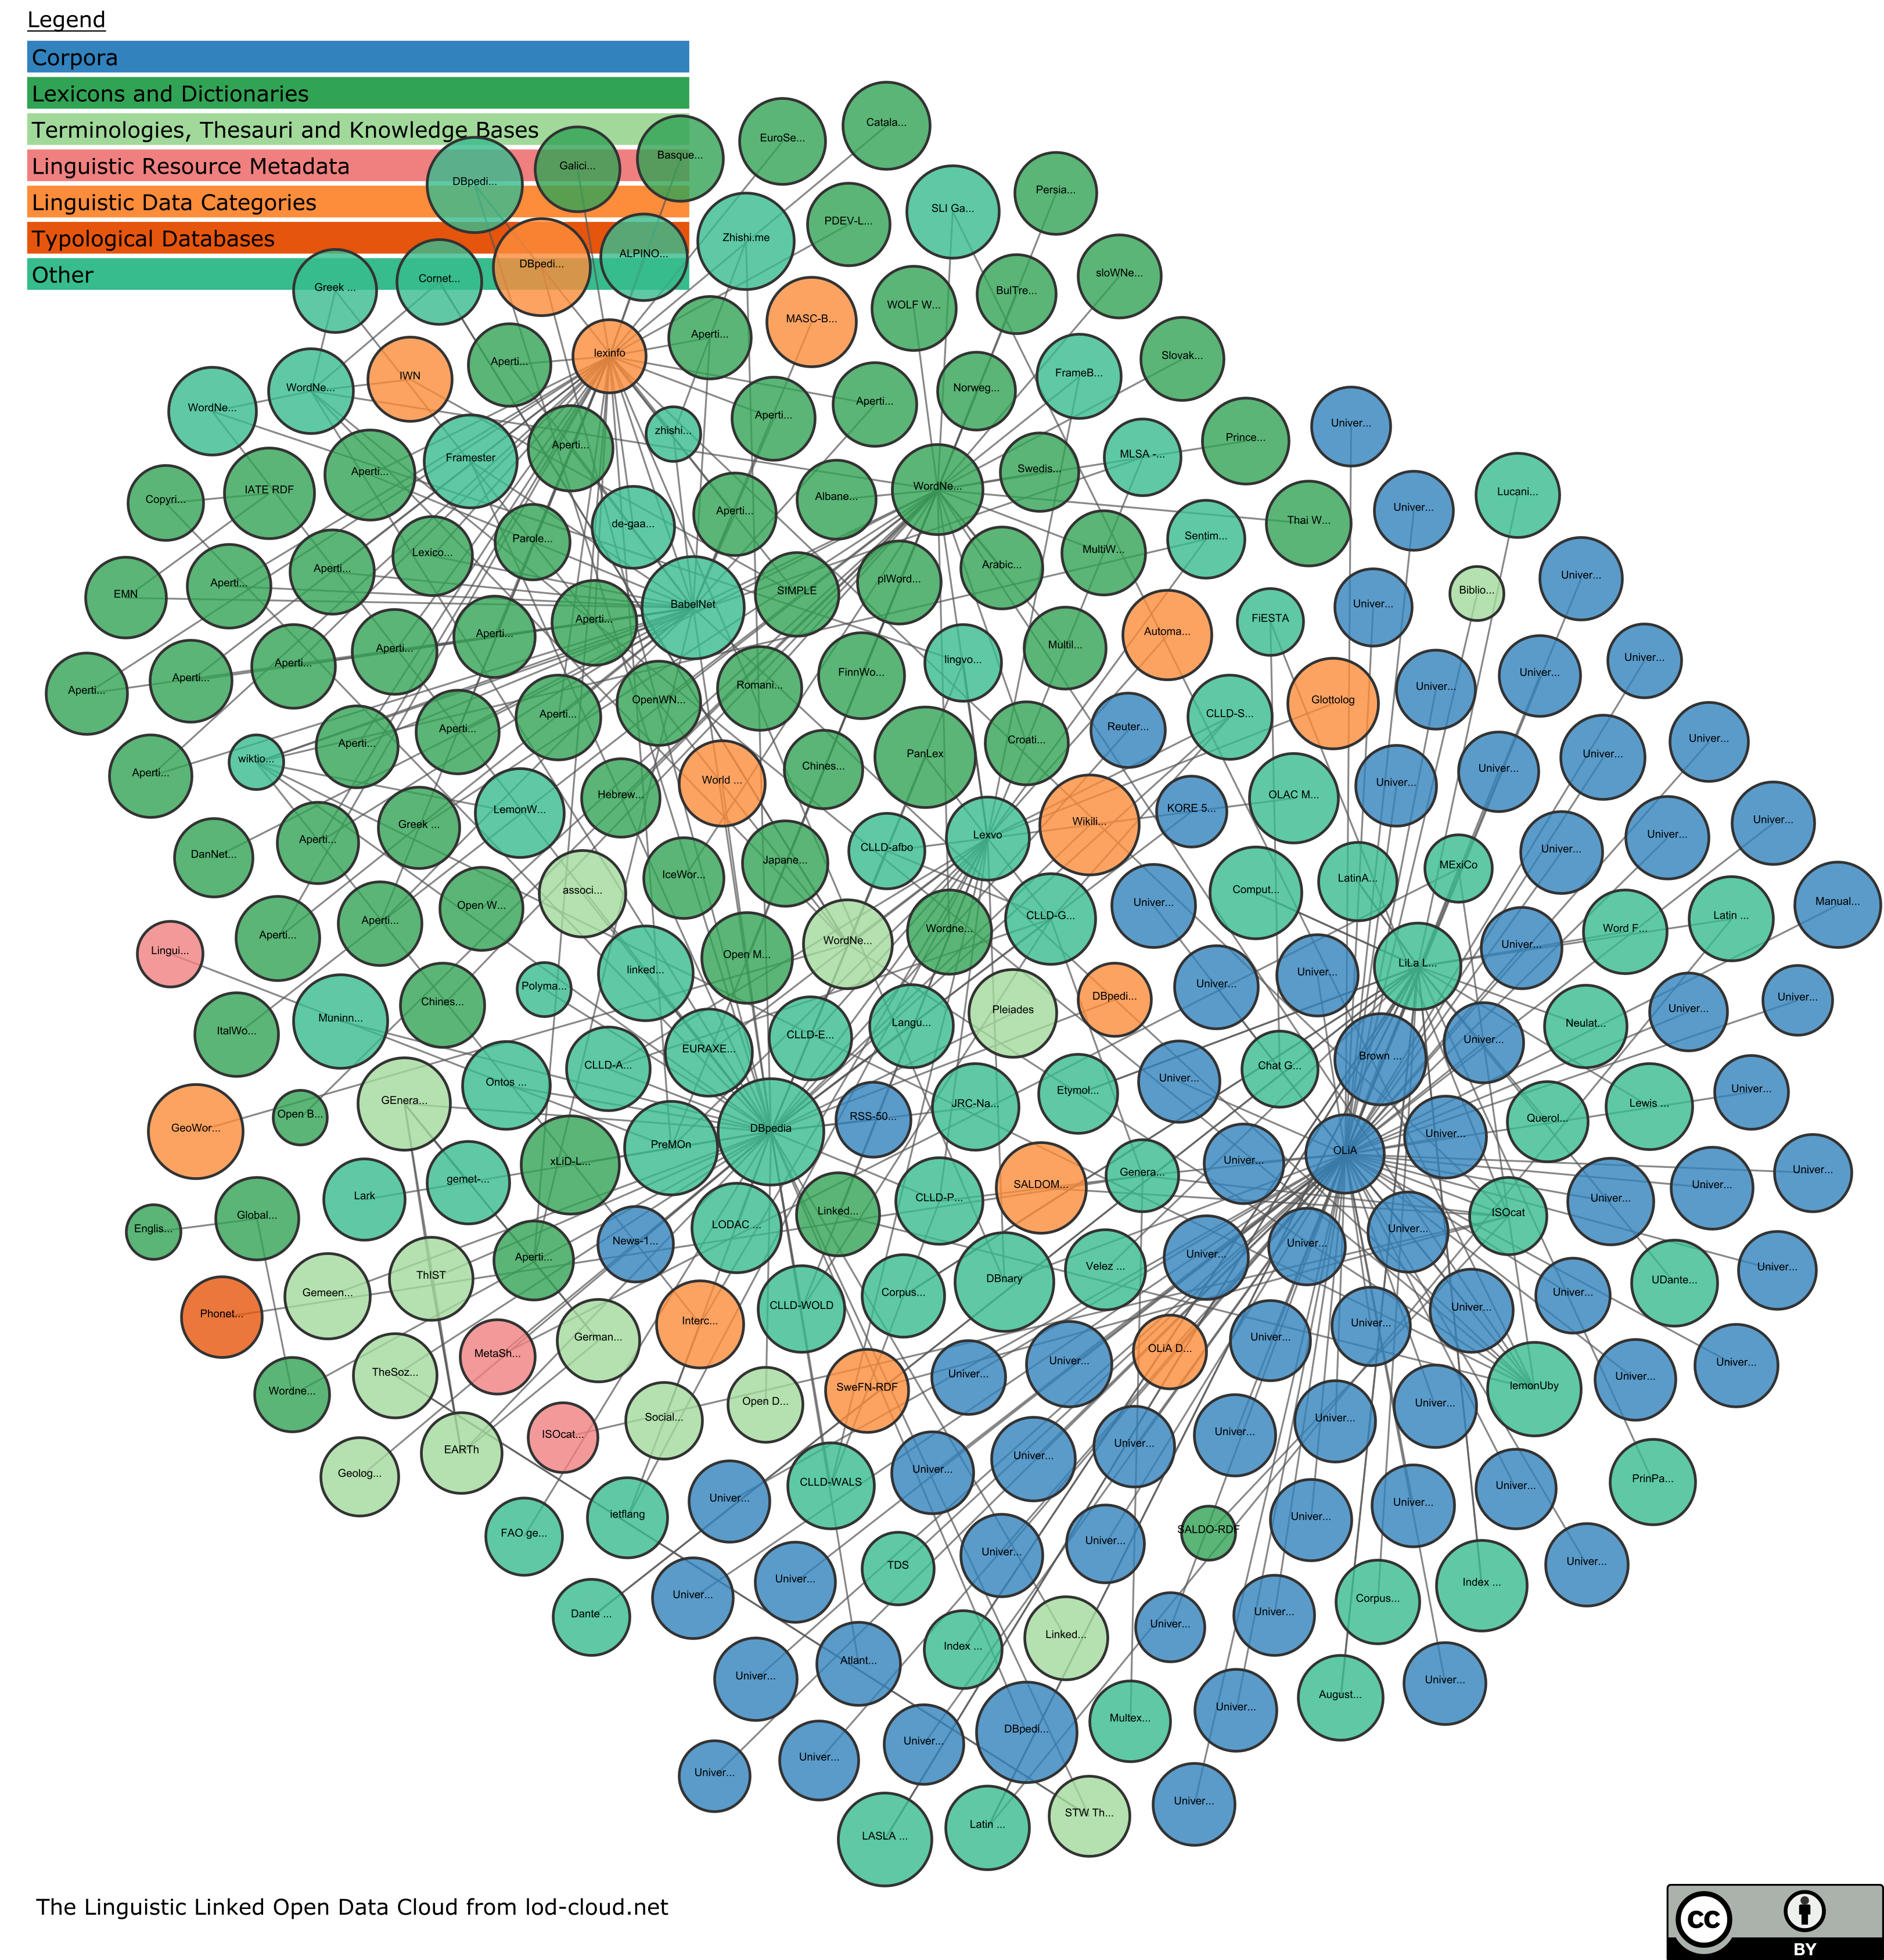 Legend
Corpora
Lexicons and Dictionaries
Terminologies, Thesauri and Knowledge Bases
Linguistic Resource Metadata
Linguistic Data Categories
Typological Databases
Other
Catala...
EuroSe...
Basque...
Galici...
DBpedi...
Persia...
SLI Ga...
PDEV-L...
Zhishi.me
ALPINO...
DBpedi...
Cornet...
Greek ...
sloWNe...
BulTre...
WOLF W...
MASC-B...
Aperti...
lexinfo
Aperti...
IWN
WordNe...
WordNe...
Slovak...
FrameB...
Norweg...
Aperti...
Aperti...
zhishi...
Aperti...
Framester
Aperti...
IATE RDF
Copyri...
Univer...
Prince...
MLSA -...
Swedis...
WordNe...
Albane...
Aperti...
de-gaa...
Parole...
Lexico...
Aperti...
Aperti...
EMN
Lucani...
Univer...
Thai W...
Sentim...
MultiW...
Arabic...
plWord...
SIMPLE
BabelNet
Aperti...
Aperti...
Aperti...
Aperti...
Aperti...
Aperti...
Univer...
Biblio...
Univer...
FiESTA
Automa...
Multil...
lingvo...
FinnWo...
Romani...
OpenWN...
Aperti...
Aperti...
Aperti...
wiktio...
Aperti...
Univer...
Univer...
Univer...
Glottolog
CLLD-S...
Reuter...
Croati...
PanLex
Chines...
World ...
Hebrew...
LemonW...
Greek ...
Aperti...
DanNet...
Univer...
Univer...
Univer...
Univer...
OLAC M...
KORE 5...
Wikili...
Lexvo
CLLD-afbo
Japane...
IceWor...
associ...
Open W...
Aperti...
Aperti...
Lingui...
Univer...
Univer...
Univer...
MExiCo
LatinA...
Comput...
Univer...
CLLD-G...
Wordne...
WordNe...
Open M...
linked...
Polyma...
Chines...
Muninn...
ItalWo...
Manual...
Latin ...
Word F...
Univer...
LiLa L...
Univer...
Univer...
DBpedi...
Pleiades
Langu...
CLLD-E...
EURAXE...
CLLD-A...
Ontos ...
GEnera...
Open B...
GeoWor...
Univer...
Univer...
Neulat...
Univer...
Brown ...
Chat G...
Univer...
Etymol...
JRC-Na...
RSS-50...
DBpedia
PreMOn
xLiD-L...
gemet-...
Lark
Global...
Englis...
Univer...
Lewis ...
Querol...
Univer...
OLiA
Univer...
Genera...
SALDOM...
CLLD-P...
Linked...
LODAC ...
News-1...
Aperti...
ThIST
Gemeen...
Phonet...
Univer...
Univer...
Univer...
ISOcat
Univer...
Univer...
Univer...
Velez ...
DBnary
Corpus...
CLLD-WOLD
Interc...
German...
MetaSh...
TheSoz...
Wordne...
Univer...
UDante...
Univer...
Univer...
Univer...
Univer...
OLiA D...
Univer...
Univer...
SweFN-RDF
Open D...
Social...
ISOcat...
EARTh
Geolog...
Univer...
Univer...
lemonUby
Univer...
Univer...
Univer...
Univer...
Univer...
Univer...
CLLD-WALS
Univer...
ietflang
FAO ge...
PrinPa...
Univer...
Univer...
Univer...
SALDO-RDF
Univer...
Univer...
TDS
Univer...
Univer...
Dante ...
Univer...
Index ...
Corpus...
Univer...
Univer...
Linked...
Index ...
Atlant...
Univer...
Univer...
August...
Univer...
Multex...
DBpedi...
Univer...
Univer...
Univer...
Univer...
STW Th...
Latin ...
LASLA ...
The Linguistic Linked Open Data Cloud from lod-cloud.net
cc
BY